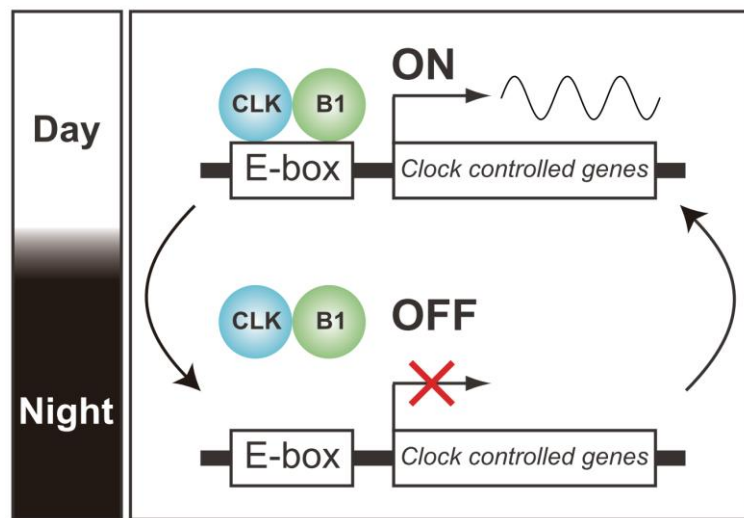 Day
ON
CLK B1
E-box
Clock controlled genes
CLK B1
OFF
Night
E-box
Clock controlled genes